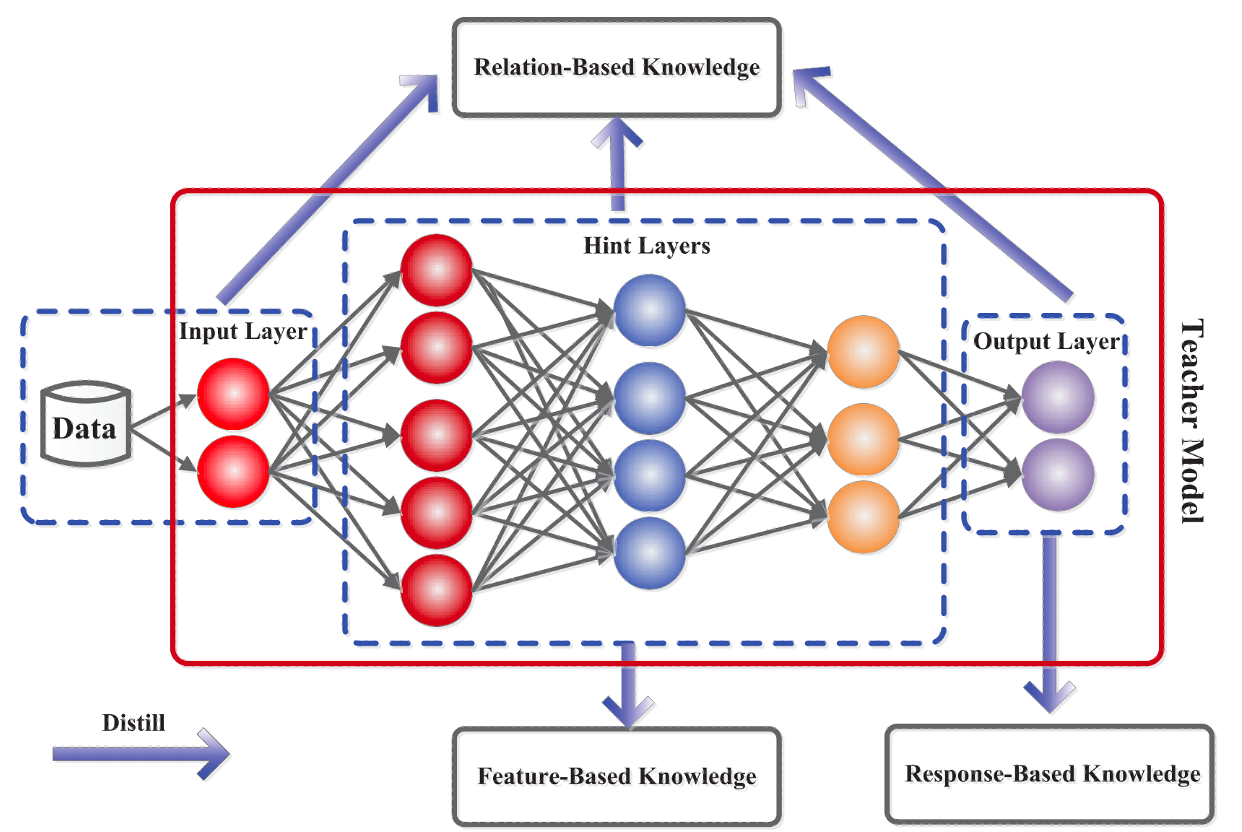 Relation-Based Knowledge
Hint Layers
Input Layer
Output Layer
Data
Teacher Model
Distill
Feature-Based Knowledge
Response-Based Knowledge